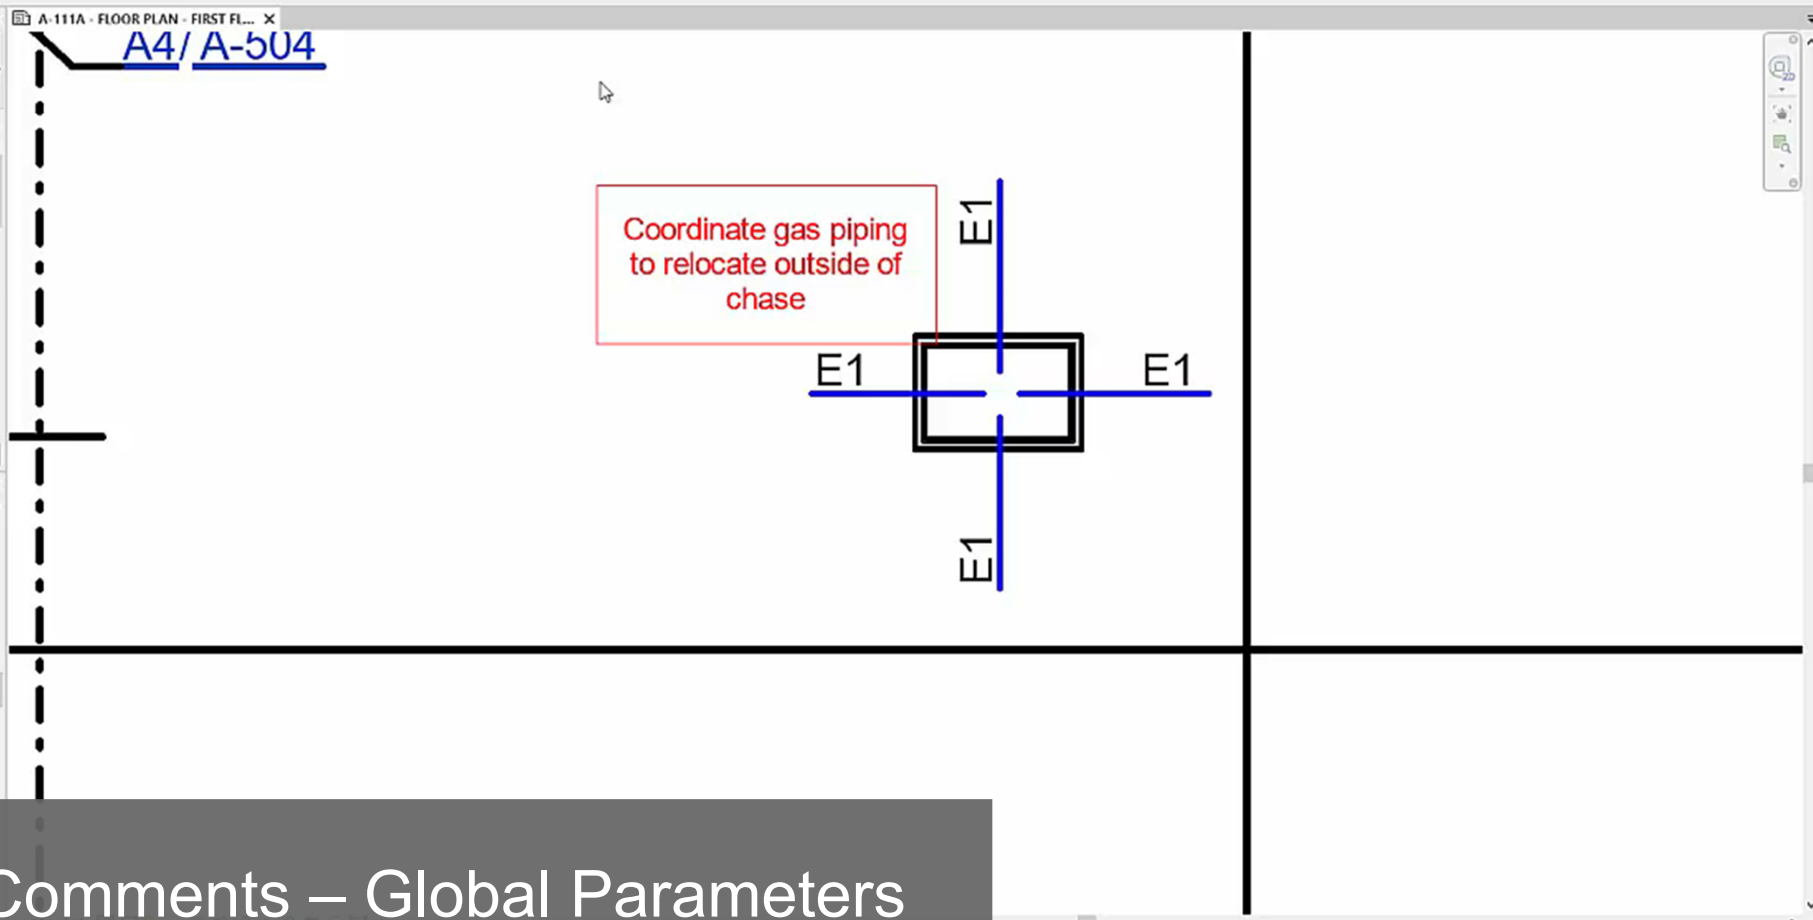 A-111A - FLOOR PLAN - FIRST FL...
A4/ A-504
Coordinate gas piping
to relocate outside of
chase
E1
E1
E1
E1
Comments – Global Parameters